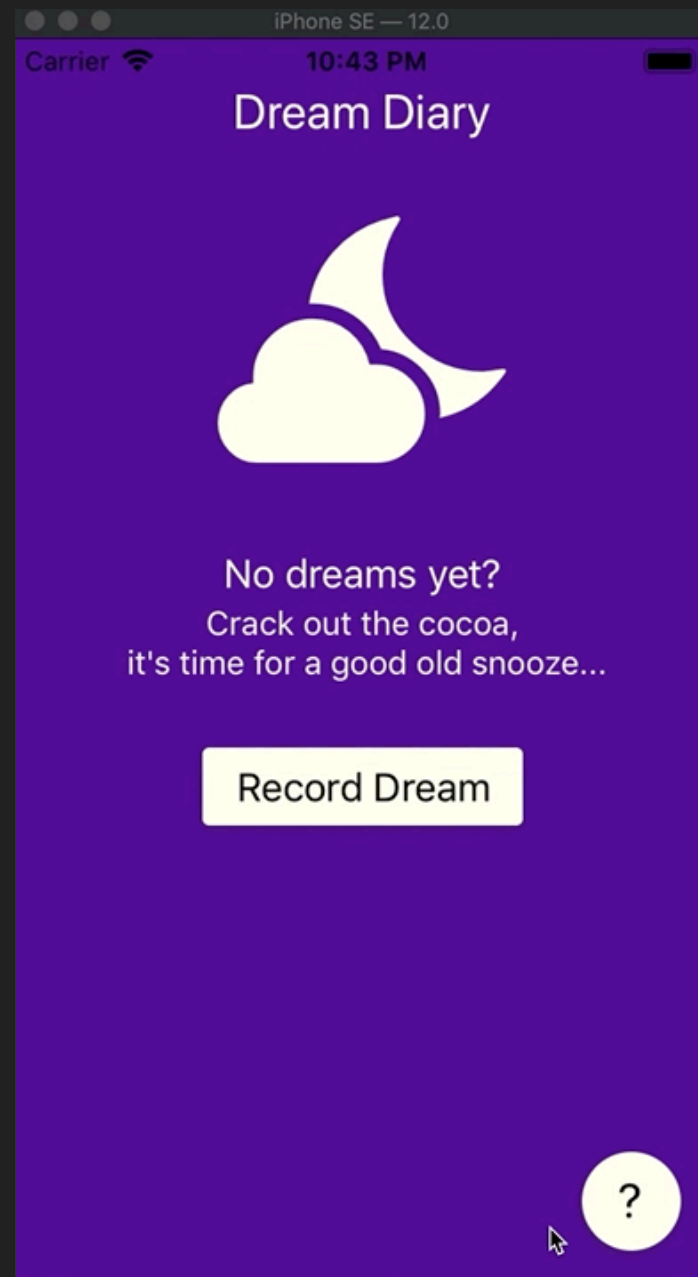 iPhone SE — 12.0
Carrier 10:43 PM
Dream Diary
No dreams yet?
Crack out the cocoa,
it's time for a good old snooze...
Record Dream
?